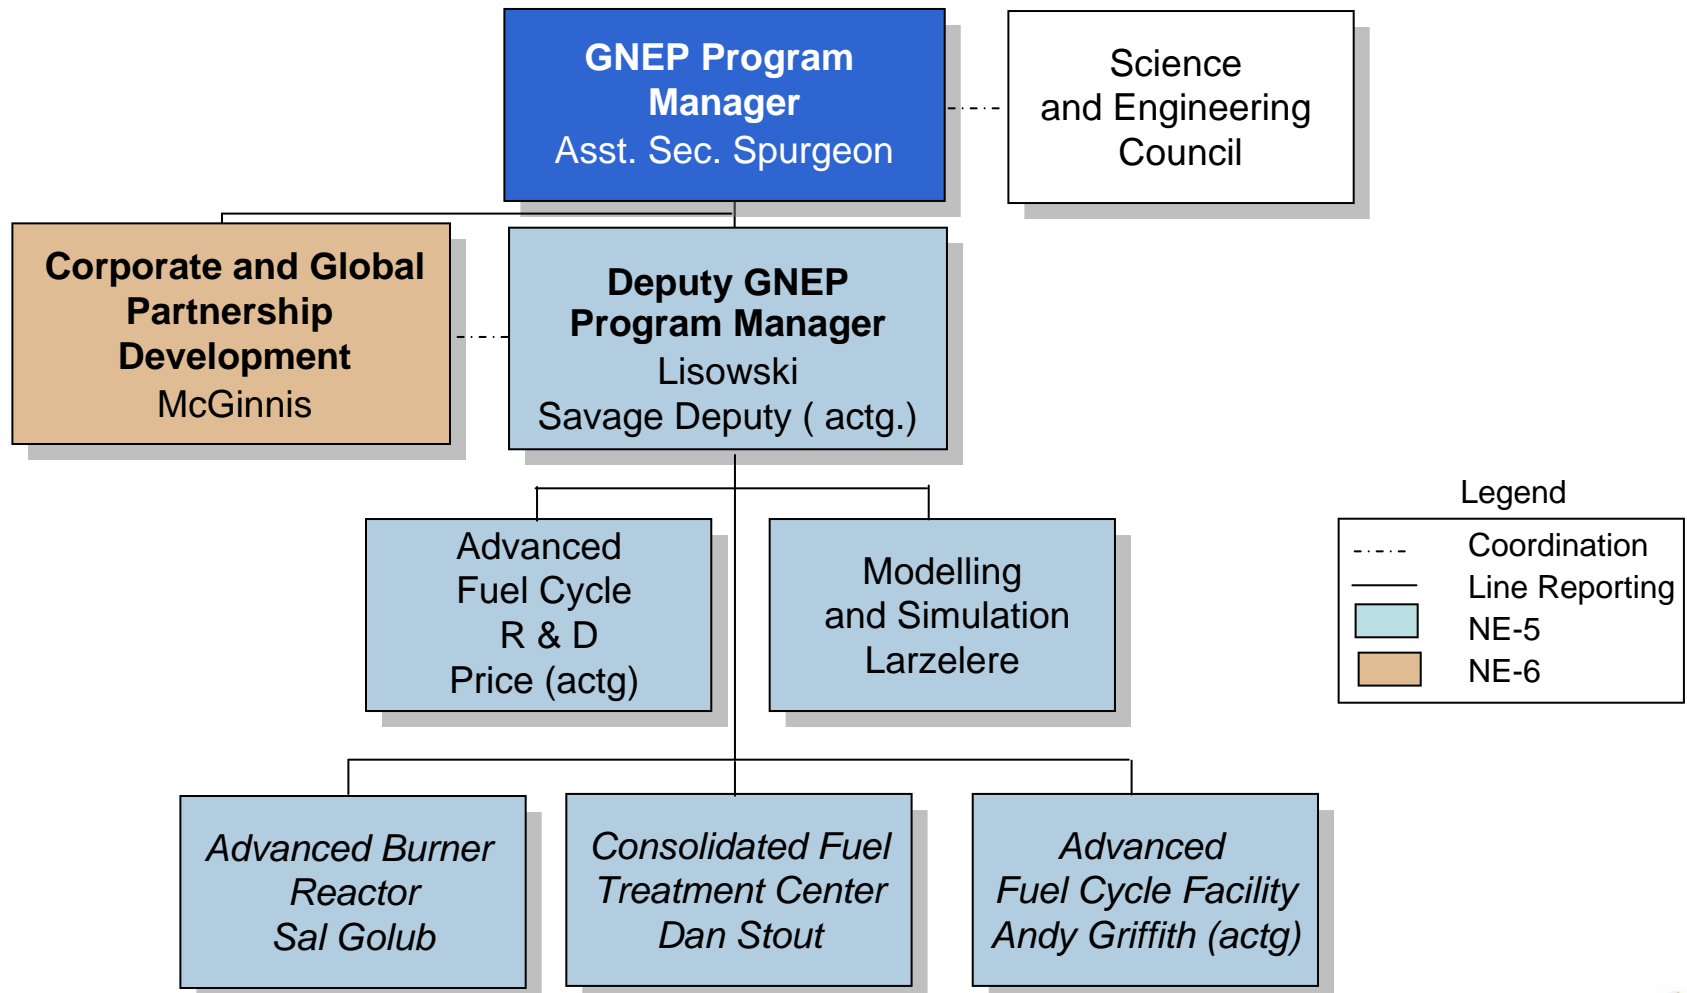 GNEP Program
Manager
Asst. Sec. Spurgeon
Science
and Engineering
Council
Corporate and Global
Partnership
Development
McGinnis
Deputy GNEP
Program Manager
Lisowski
Savage Deputy ( actg.)
Advanced
Fuel Cycle
R & D
Price (actg)
Modelling
and Simulation
Larzelere
Legend
Coordination
Line Reporting
NE-5
NE-6
Advanced Burner
Reactor
Sal Golub
Consolidated Fuel
Treatment Center
Dan Stout
Advanced
Fuel Cycle Facility
Andy Griffith (actg)